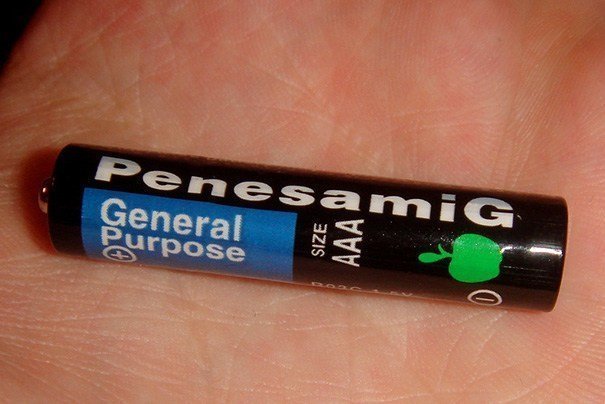 PenesamiG
General
Purpose
SIZE
AAA